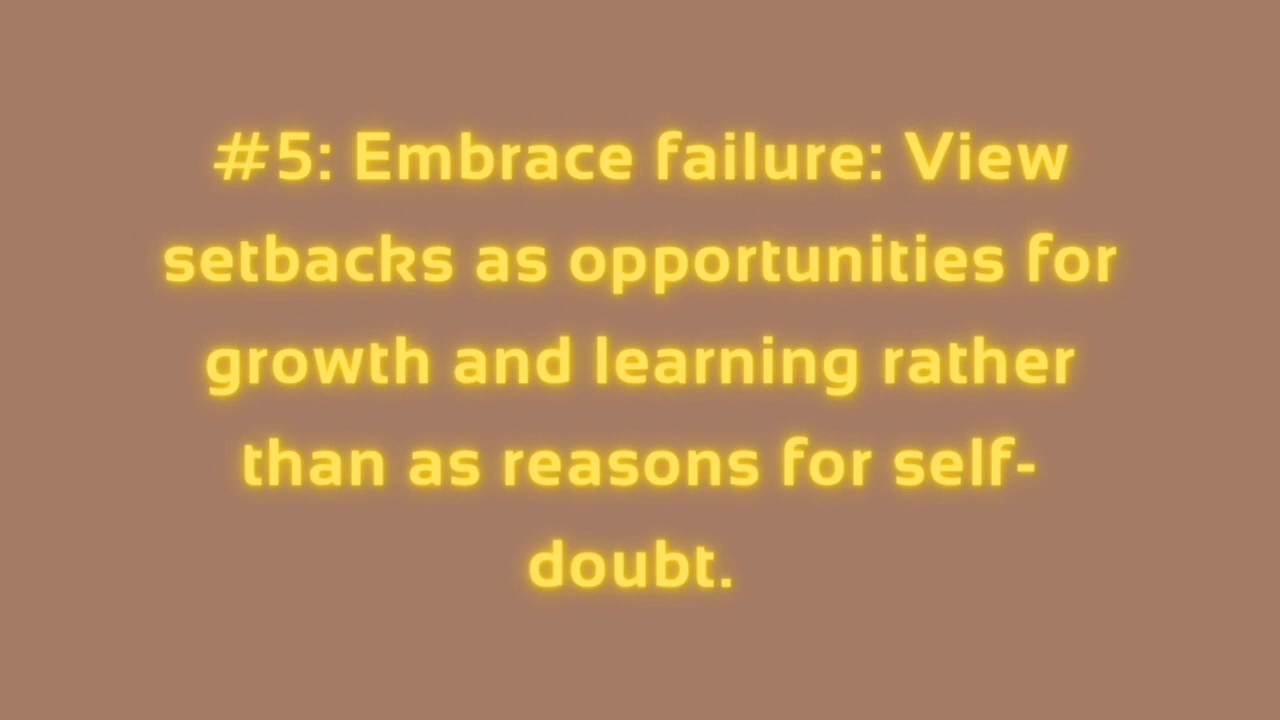 #5: Embrace failure: View
setbacks as opportunities for
growth and learning rather
than as reasons for self-
doubt.